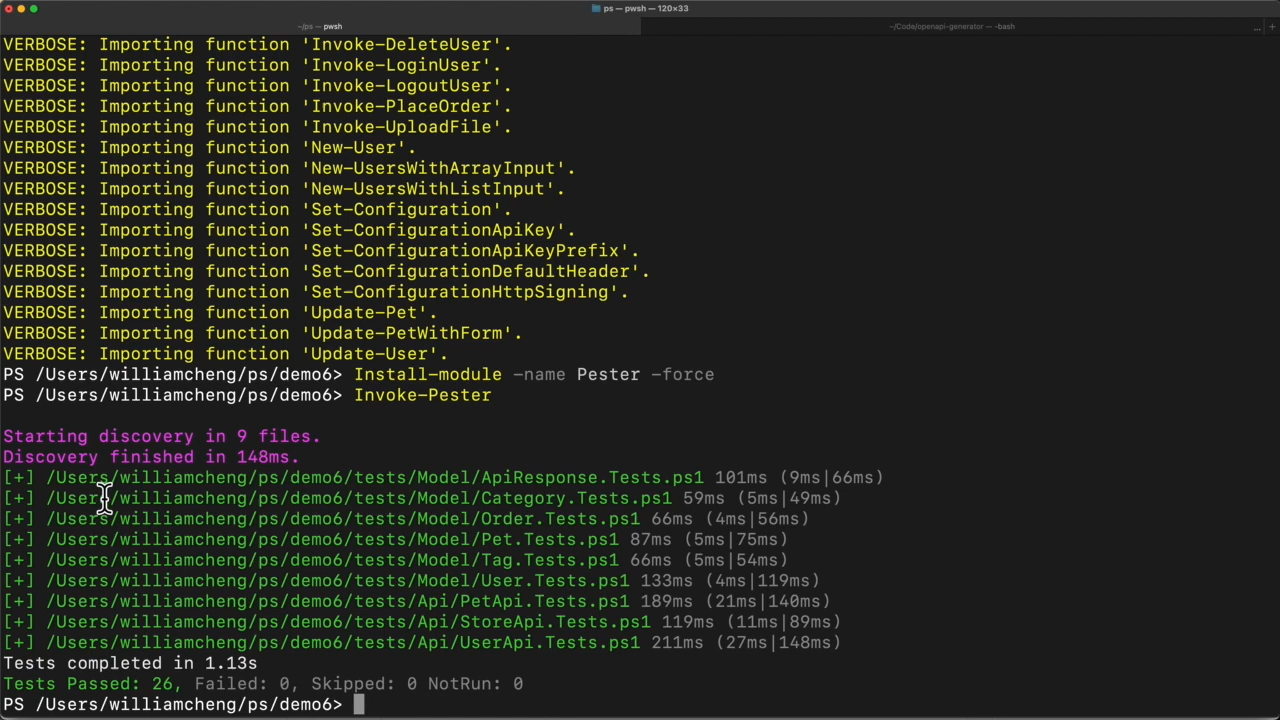 ps — pwsh — 120×33
~/ps — pwsh
~/Code/openapi-generator — -bash
... +
VERBOSE: Importing function 'Invoke-DeleteUser'.
VERBOSE: Importing function 'Invoke-LoginUser'.
VERBOSE: Importing function 'Invoke-LogoutUser'.
VERBOSE: Importing function 'Invoke-PlaceOrder'.
VERBOSE: Importing function 'Invoke-UploadFile'.
VERBOSE: Importing function 'New-User'.
VERBOSE: Importing function 'New-UsersWithArrayInput'.
VERBOSE: Importing function 'New-UsersWithListInput'.
VERBOSE: Importing function 'Set-Configuration'.
VERBOSE: Importing function 'Set-ConfigurationApiKey'.
VERBOSE: Importing function 'Set-ConfigurationApiKeyPrefix'.
VERBOSE: Importing function 'Set-ConfigurationDefaultHeader'.
VERBOSE: Importing function 'Set-ConfigurationHttpSigning'.
VERBOSE: Importing function 'Update-Pet'.
VERBOSE: Importing function 'Update-PetWithForm'.
VERBOSE: Importing function 'Update-User'.
PS /Users/williamcheng/ps/demo6> Install-module -name Pester -force
PS /Users/williamcheng/ps/demo6> Invoke-Pester
Starting discovery in 9 files.
Discovery finished in 148ms.
[+] /Users/williamcheng/ps/demo6/tests/Model/ApiResponse.Tests.ps1 101ms (9ms|66ms)
[+] /Users/williamcheng/ps/demo6/tests/Model/Category.Tests.ps1 59ms (5ms|49ms)
[+] /Users/williamcheng/ps/demo6/tests/Model/Order.Tests.ps1 66ms (4ms|56ms)
[+] /Users/williamcheng/ps/demo6/tests/Model/Pet.Tests.ps1 87ms (5ms|75ms)
[+] /Users/williamcheng/ps/demo6/tests/Model/Tag.Tests.ps1 66ms (5ms|54ms)
[+] /Users/williamcheng/ps/demo6/tests/Model/User.Tests.ps1 133ms (4ms|119ms)
[+] /Users/williamcheng/ps/demo6/tests/Api/PetApi.Tests.ps1 189ms (21ms|140ms)
[+] /Users/williamcheng/ps/demo6/tests/Api/StoreApi.Tests.ps1 119ms (11ms|89ms)
[+] /Users/williamcheng/ps/demo6/tests/Api/UserApi.Tests.ps1 211ms (27ms|148ms)
Tests completed in 1.13s
Tests Passed: 26, Failed: 0, Skipped: 0 NotRun: 0
PS /Users/williamcheng/ps/demo6>